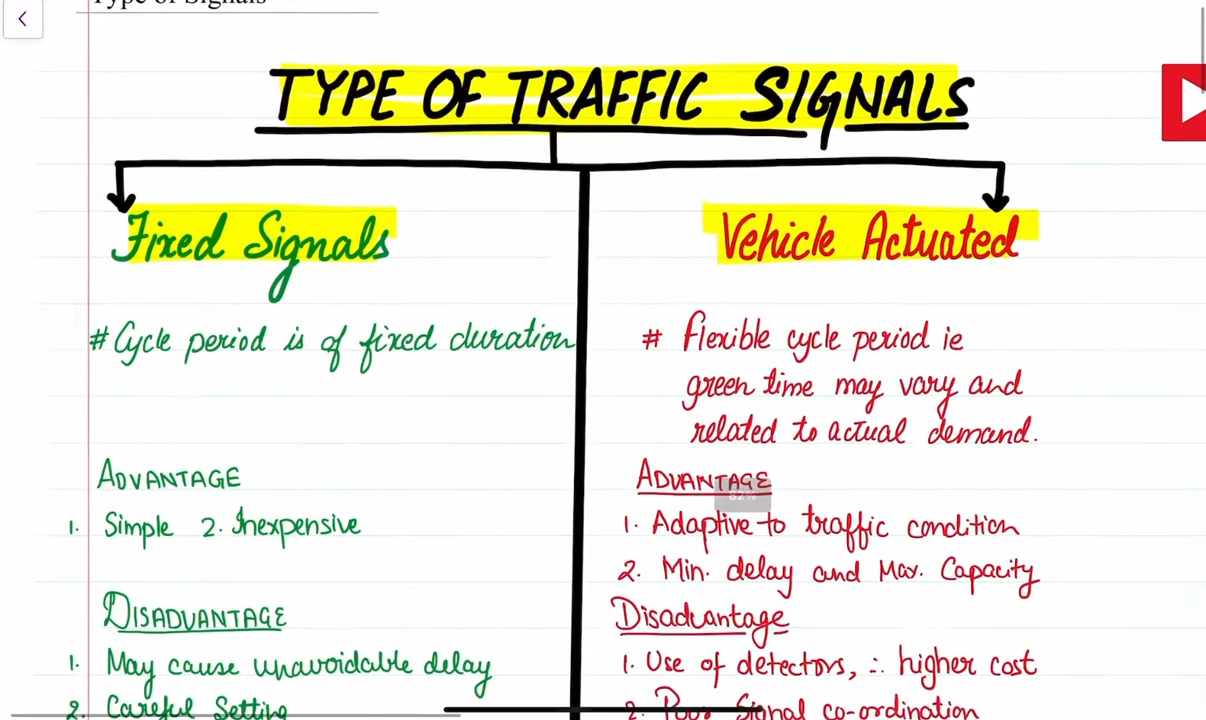 Type of Signals
TYPE OF TRAFFIC SIGNALS
Fixed Signals
# Cycle period is of fixed duration
ADVANTAGE
1. Simple 2. Inexpensive
DISADVANTAGE
1. May cause unavoidable delay
2. Careful Setting
Vehicle Actuated
# Flexible cycle period ie
green time may vary and
related to actual demand.
ADVANTAGE
82%
1. Adaptive to traffic condition
2. Min. delay and Max. Capacity
Disadvantage
1. Use of detectors, ∴ higher cost
2. Poor Signal co-ordination